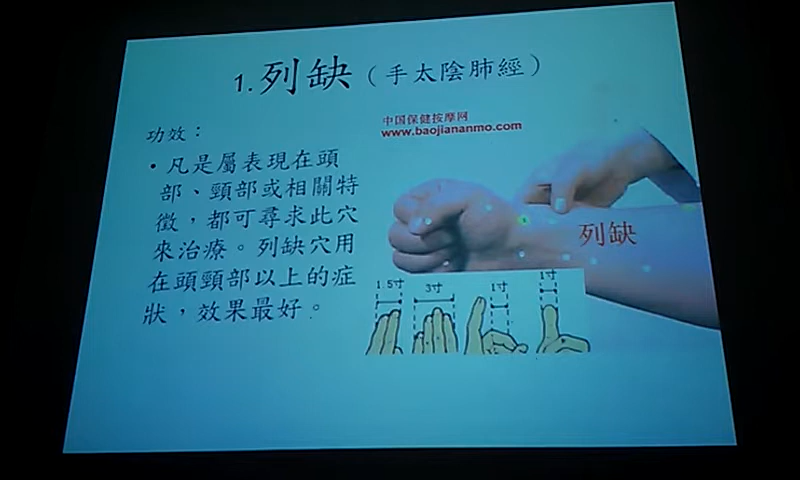 1.列缺（手太陰肺經）
功效：
•凡是屬表現在頭
部、頸部或相關特
徵，都可尋求此穴
來治療。列缺穴用
在頭頸部以上的症
狀，效果最好。
中国保健按摩网
www.baojiananmo.com
列缺
1.5寸
3寸
1寸
1寸